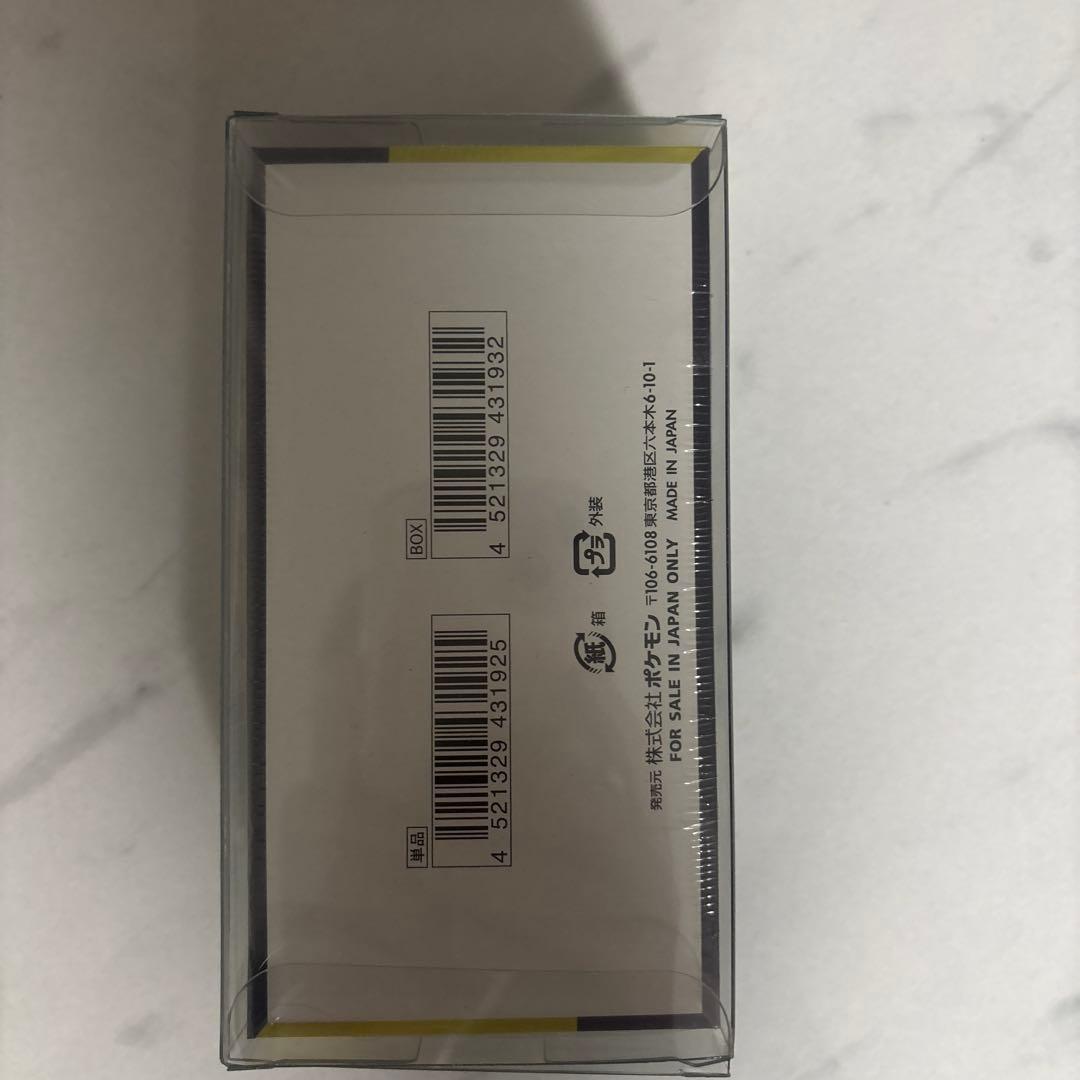 BOX
4 521329 431932
単品
4 521329 431925
紙 箱
プラ 外装
発売元 株式会社 ポケモン 〒106-6108 東京都港区六本木6-10-1
FOR SALE IN JAPAN ONLY MADE IN JAPAN